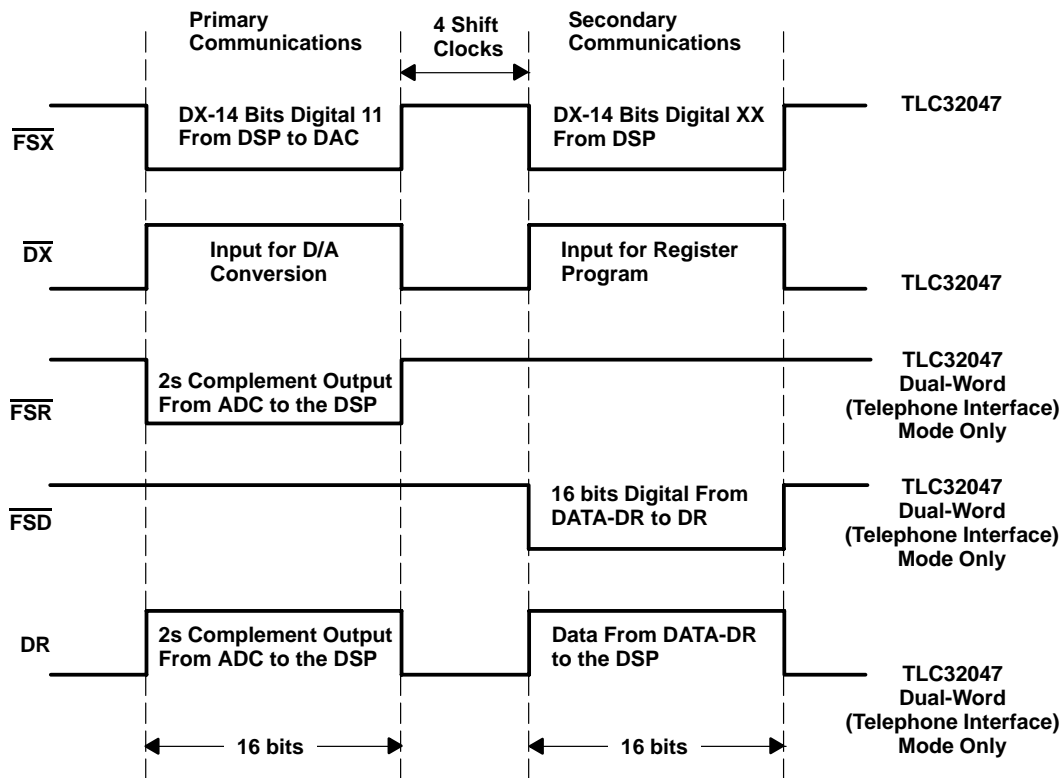 Primary
Communications
4 Shift
Clocks
Secondary
Communications
FSX
DX-14 Bits Digital 11
From DSP to DAC
DX-14 Bits Digital XX
From DSP
TLC32047
DX
Input for D/A
Conversion
Input for Register
Program
TLC32047
FSR
2s Complement Output
From ADC to the DSP
TLC32047
Dual-Word
(Telephone Interface)
Mode Only
FSD
16 bits Digital From
DATA-DR to DR
TLC32047
Dual-Word
(Telephone Interface)
Mode Only
DR
2s Complement Output
From ADC to the DSP
Data From DATA-DR
to the DSP
TLC32047
Dual-Word
(Telephone Interface)
Mode Only
16 bits
16 bits